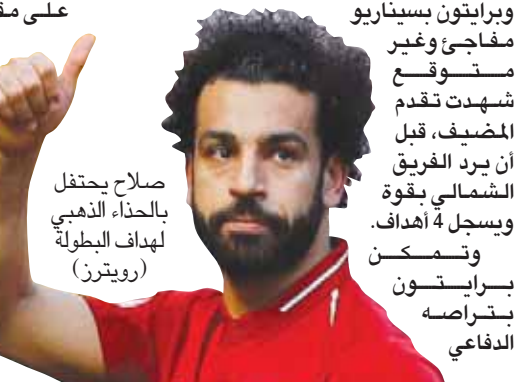 وبرايتون بسيناريو
مفاجئ وغير
متوقع
شهدت تقدم
المضيف، قبل
أن يرد الفريق
الشمالي بقوة
ويسجل 4 أهداف.
وتمكن
برايتون
بتراصه
الدفاعي
على
صلاح يحتفل
بالحذاء الذهبي
لهداف البطولة
(رويترز)